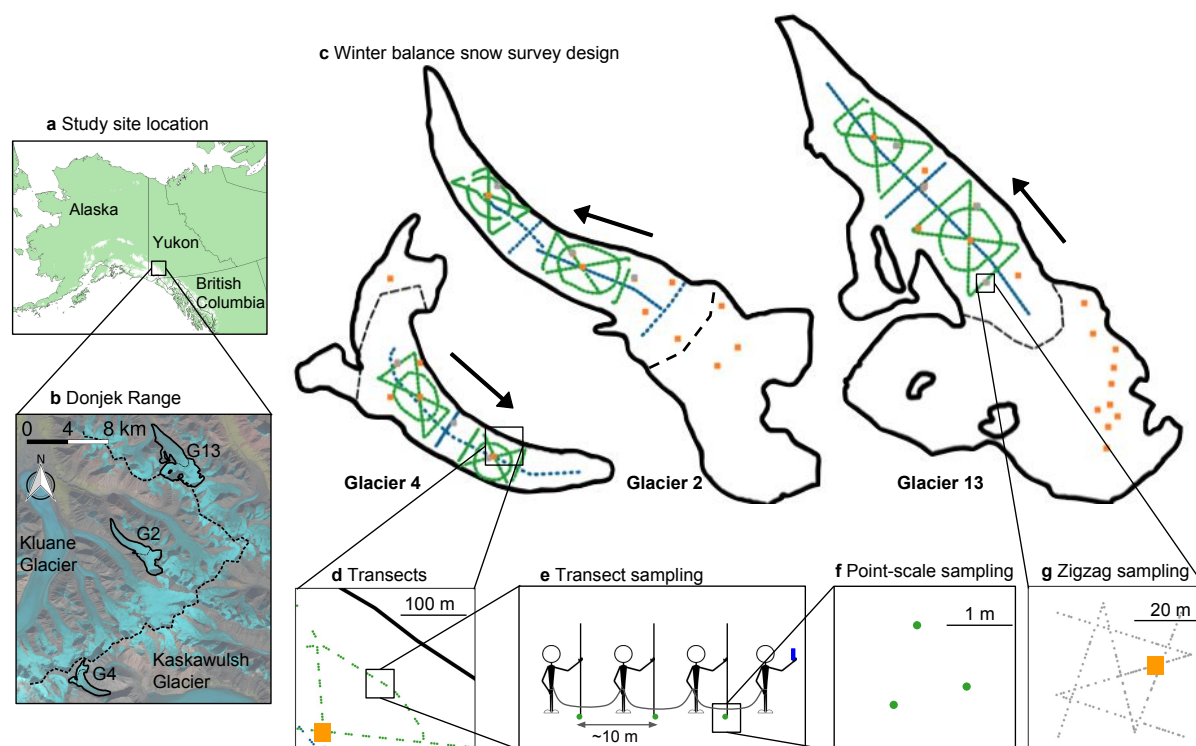 c Winter balance snow survey design
a Study site location
Alaska
Yukon
British
Columbia
b Donjek Range
0 4 8 km
N
G13
G2
Kluane
Glacier
G4
Kaskawulsh
Glacier
Glacier 4
Glacier 2
Glacier 13
d Transects
100 m
e Transect sampling
~10 m
f Point-scale sampling
1 m
g Zigzag sampling
20 m